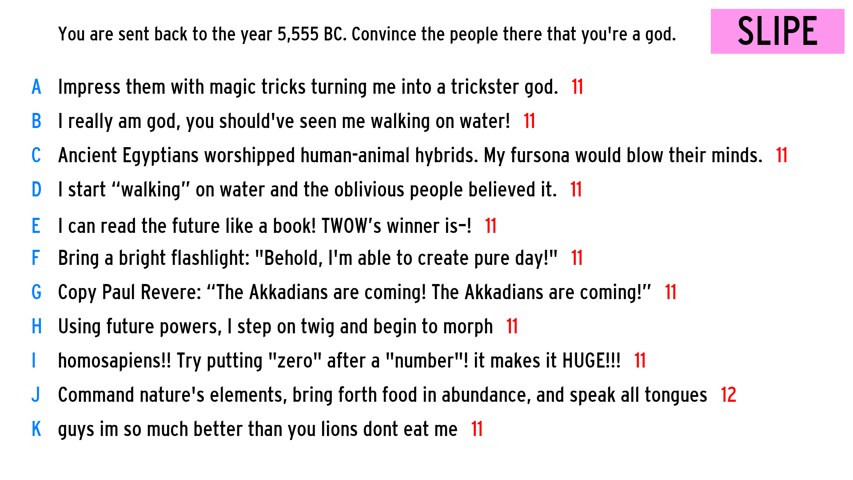 You are sent back to the year 5,555 BC. Convince the people there that you're a god.
SLIPE
A Impress them with magic tricks turning me into a trickster god. 11
B I really am god, you should've seen me walking on water! 11
C Ancient Egyptians worshipped human-animal hybrids. My fursona would blow their minds. 11
D I start “walking” on water and the oblivious people believed it. 11
E I can read the future like a book! TWOW’s winner is–! 11
F Bring a bright flashlight: "Behold, I'm able to create pure day!" 11
G Copy Paul Revere: “The Akkadians are coming! The Akkadians are coming!” 11
H Using future powers, I step on twig and begin to morph 11
I homosapiens!! Try putting "zero" after a "number"! it makes it HUGE!!! 11
J Command nature's elements, bring forth food in abundance, and speak all tongues 12
K guys im so much better than you lions dont eat me 11